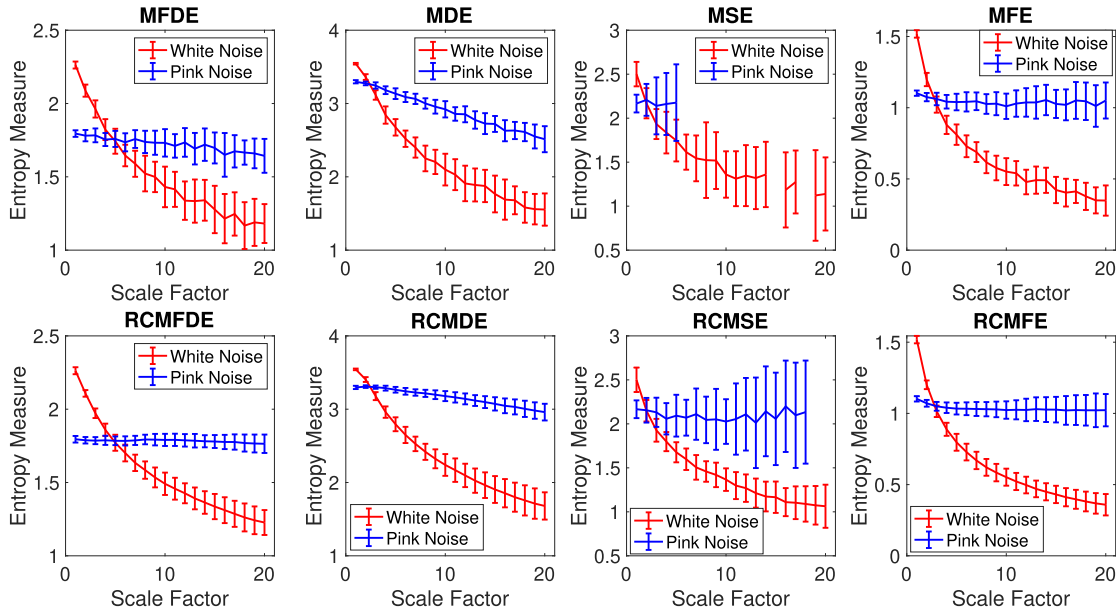 MFDE
Entropy Measure
2.5
2
1.5
1
0
10
20
Scale Factor
White Noise
Pink Noise
MDE
Entropy Measure
4
3
2
1
0
10
20
Scale Factor
White Noise
Pink Noise
MSE
Entropy Measure
3
2.5
2
1.5
1
0.5
0
10
20
Scale Factor
White Noise
Pink Noise
MFE
Entropy Measure
1.5
1
0.5
0
0
10
20
Scale Factor
White Noise
Pink Noise
RCMFDE
Entropy Measure
2.5
2
1.5
1
0
10
20
Scale Factor
White Noise
Pink Noise
RCMDE
Entropy Measure
4
3
2
1
0
10
20
Scale Factor
White Noise
Pink Noise
RCMSE
Entropy Measure
3
2.5
2
1.5
1
0.5
0
10
20
Scale Factor
White Noise
Pink Noise
RCMFE
Entropy Measure
1.5
1
0.5
0
0
10
20
Scale Factor
White Noise
Pink Noise